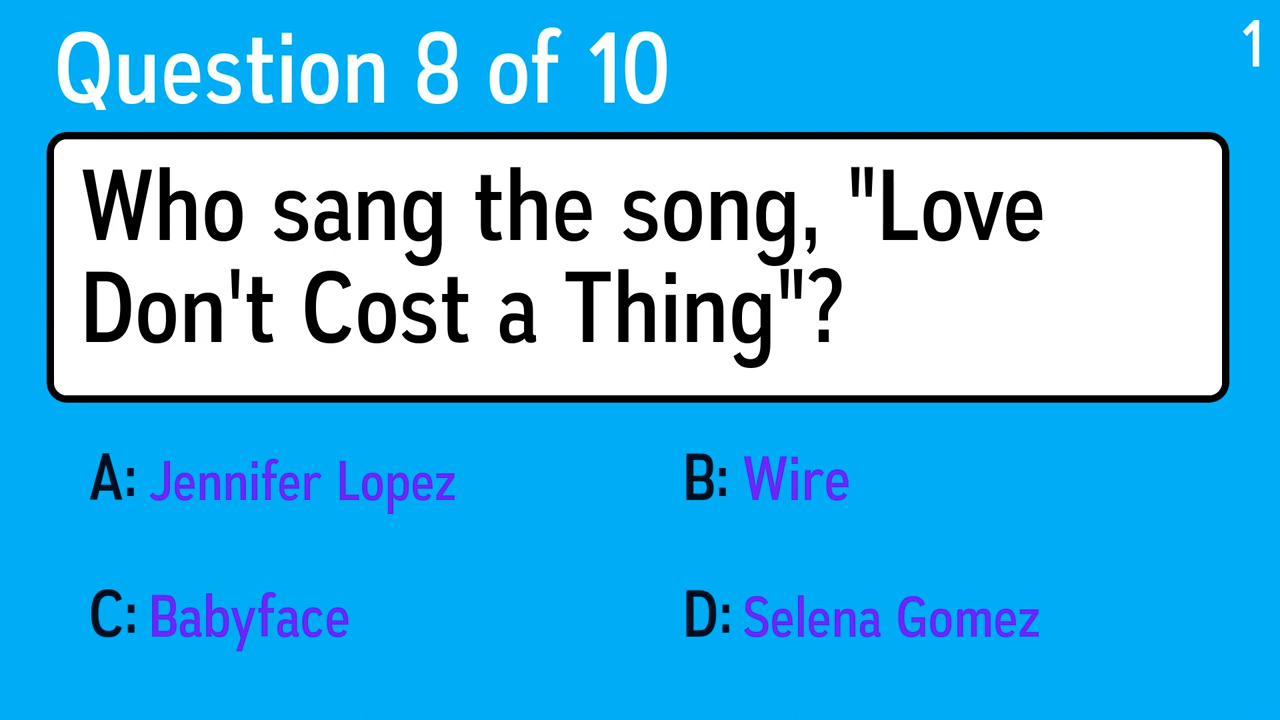 Question 8 of 10
1
Who sang the song, "Love
Don't Cost a Thing"?
A: Jennifer Lopez
B: Wire
C: Babyface
D: Selena Gomez